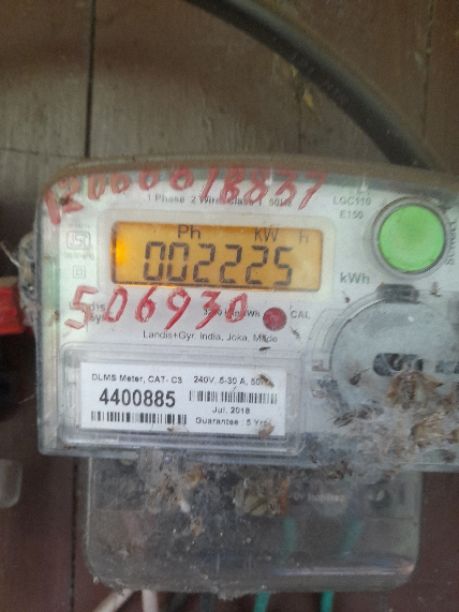 12000618837
1 Phase 2 Wire Class 1 50Hz
LGC110
E150
Ph KW h
002225
kWh
506930
CAL
Landis+Gyr. India, Joka, Made
DLMS Meter, CAT- C3 240V 5-30 A, 50Hz
4400885
Jul, 2018
Guarantee : 5 Yrs